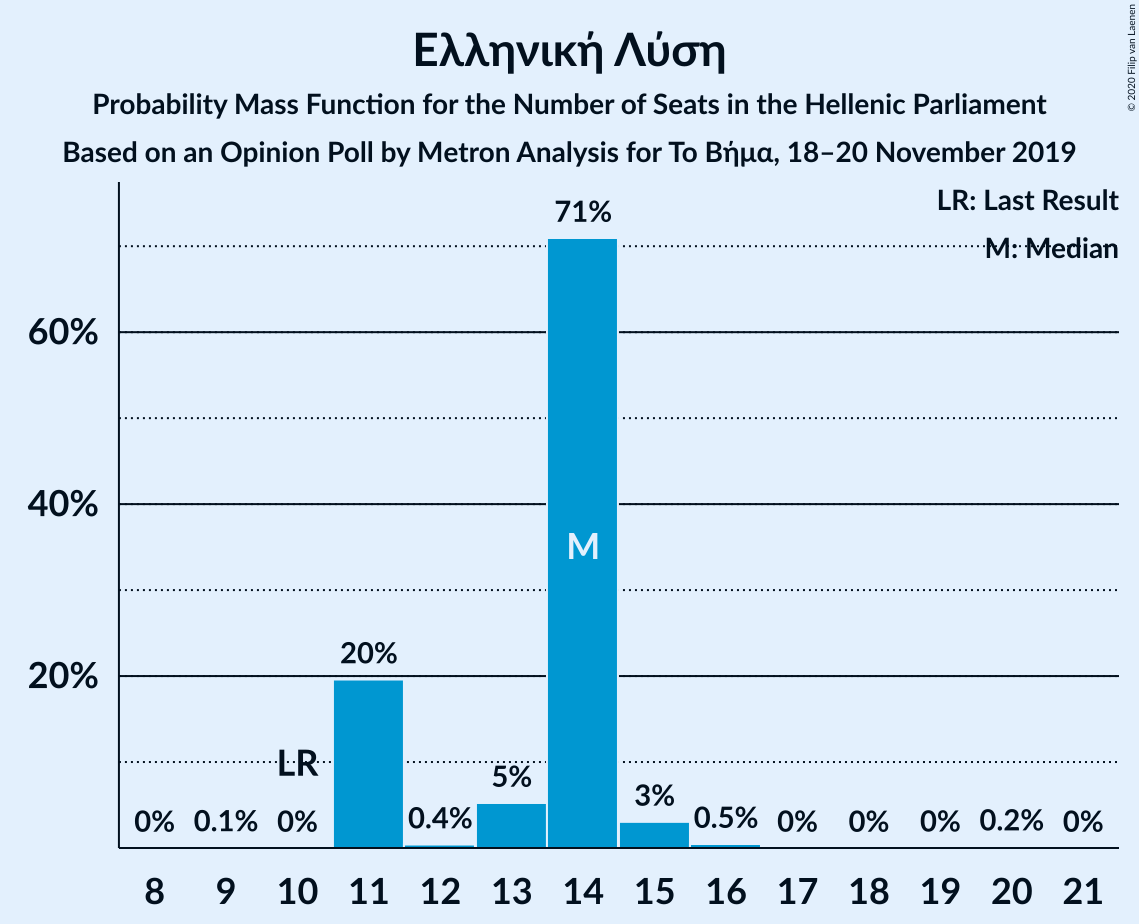 Ελληνική Λύση
Probability Mass Function for the Number of Seats in the Hellenic Parliament
Based on an Opinion Poll by Metron Analysis for Το Βήμα, 18–20 November 2019
© 2020 Filip van Laenen
LR: Last Result
M: Median
71%
60%
40%
M
20%
20%
LR
5%
3%
0% 0.1% 0% 0.4% 0.5% 0% 0% 0% 0.2% 0%
8 9 10 11 12 13 14 15 16 17 18 19 20 21